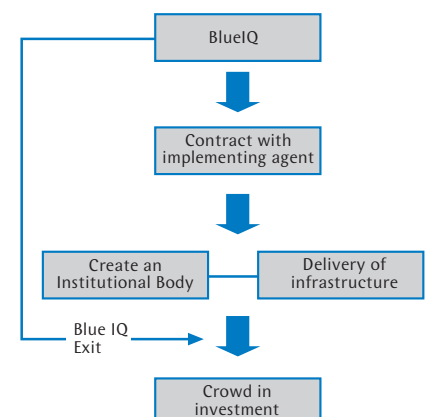 BlueIQ
Contract with
implementing agent
Create an
Institutional Body
Delivery of
infrastructure
Blue IQ
Exit
Crowd in
investment